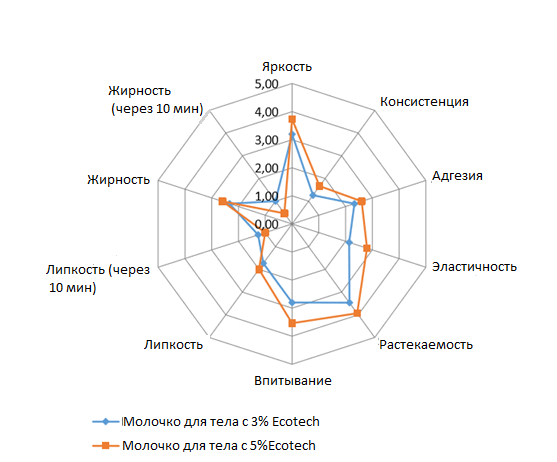 Яркость
5,00
4,00
3,00
2,00
1,00
0,00
Консистенция
Адгезия
Эластичность
Растекаемость
Впитывание
Липкость
Липкость (через
10 мин)
Жирность
Жирность
(через 10 мин)
Молочко для тела с 3% Ecotech
Молочко для тела с 5%Ecotech